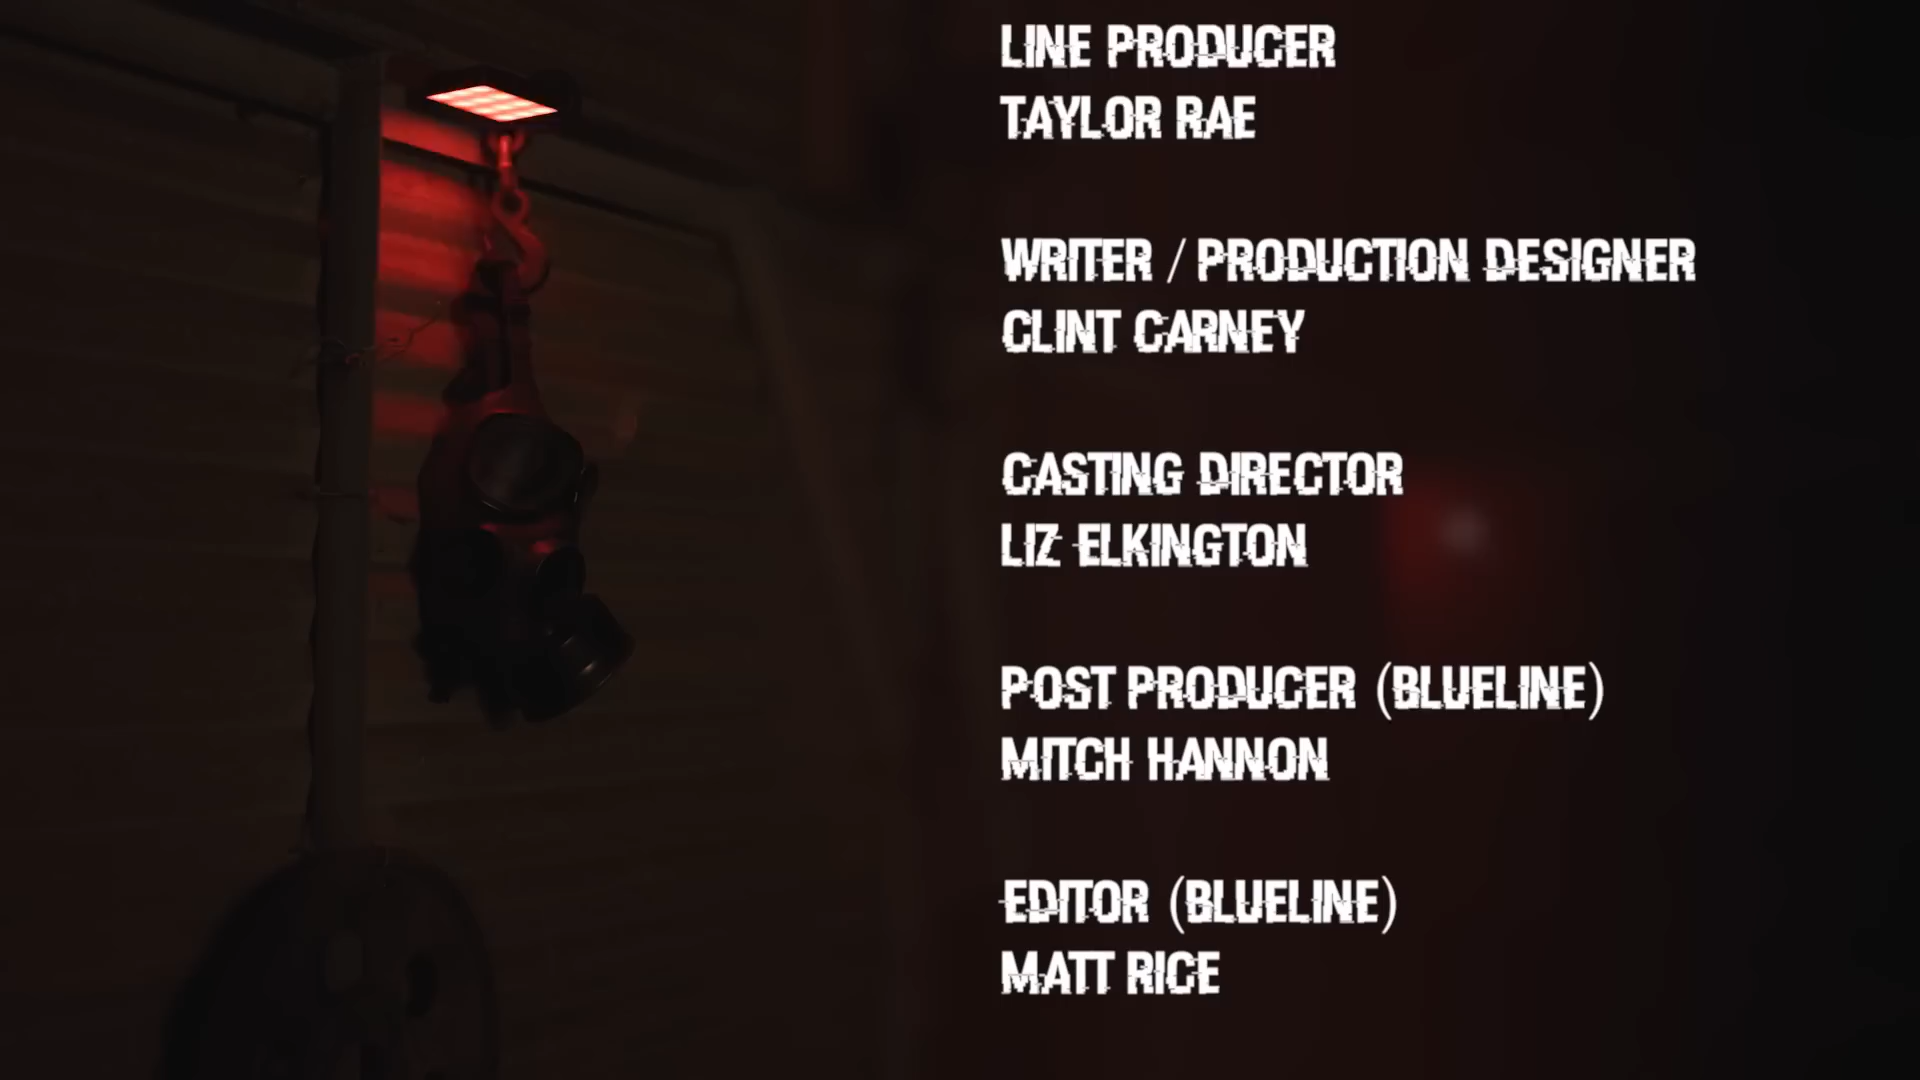 LINE PRODUCER
TAYLOR RAE
WRITER / PRODUCTION DESIGNER
CLINT CARNEY
CASTING DIRECTOR
LIZ ELKINGTON
POST PRODUCER (BLUELINE)
MITCH HANNON
EDITOR (BLUELINE)
MATT RICE